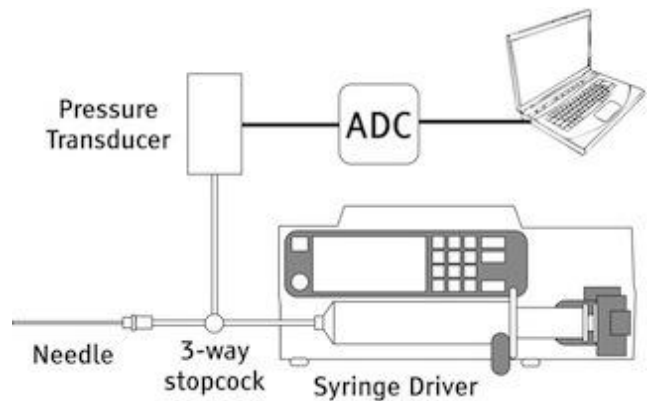 Pressure
Transducer
ADC
Needle
3-way
stopcock
Syringe Driver